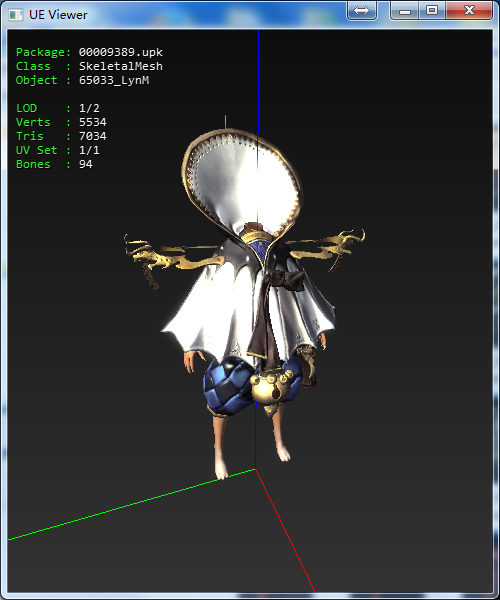 UE Viewer
Package: 00009389.upk
Class : SkeletalMesh
Object : 65033_LynM
LOD : 1/2
Verts : 5534
Tris : 7034
UV Set : 1/1
Bones : 94